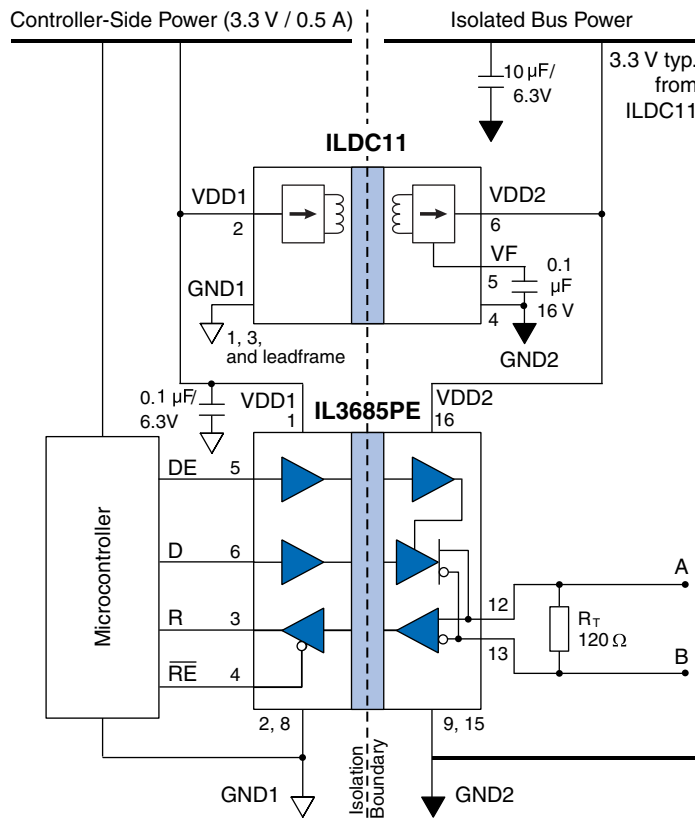 Controller-Side Power (3.3 V / 0.5 A)
Isolated Bus Power
10 µF/
6.3V
3.3 V typ.
from
ILDC11
ILDC11
VDD1
2
VDD2
6
VF
5
0.1
µF
16 V
GND1
4
1, 3,
and leadframe
GND2
0.1 µF/
6.3V
VDD1
1
IL3685PE
VDD2
16
Microcontroller
DE
5
D
6
R
3
RE
4
12
13
A
RT
120 Ω
B
2, 8
9, 15
GND1
Isolation
Boundary
GND2